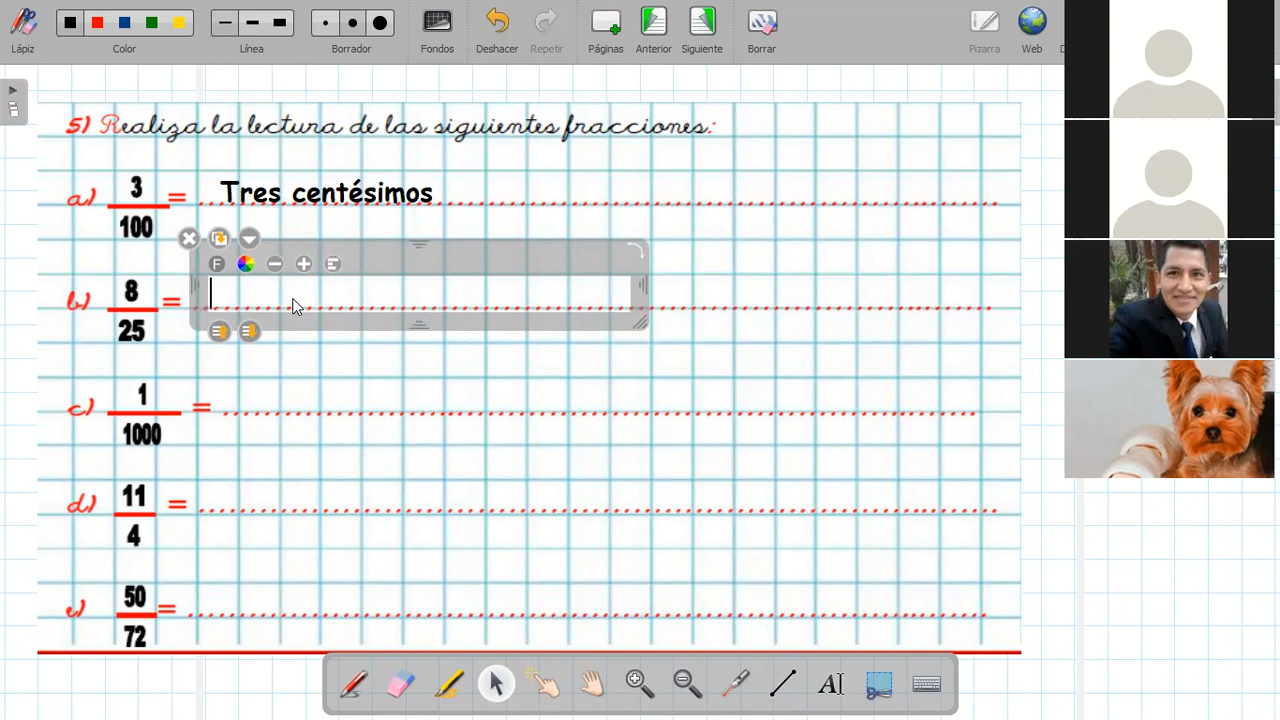 Lápiz
Color
Línea
Borrador
Fondos
Deshacer
Repetir
Páginas
Anterior
Siguiente
Borrar
Pizarra
Web
5) Realiza la lectura de las siguientes fracciones:
a) 3/100 = Tres centésimos
F
b) 8/25 =
c) 1/1000 =
d) 11/4 =
e) 50/72 =
AI